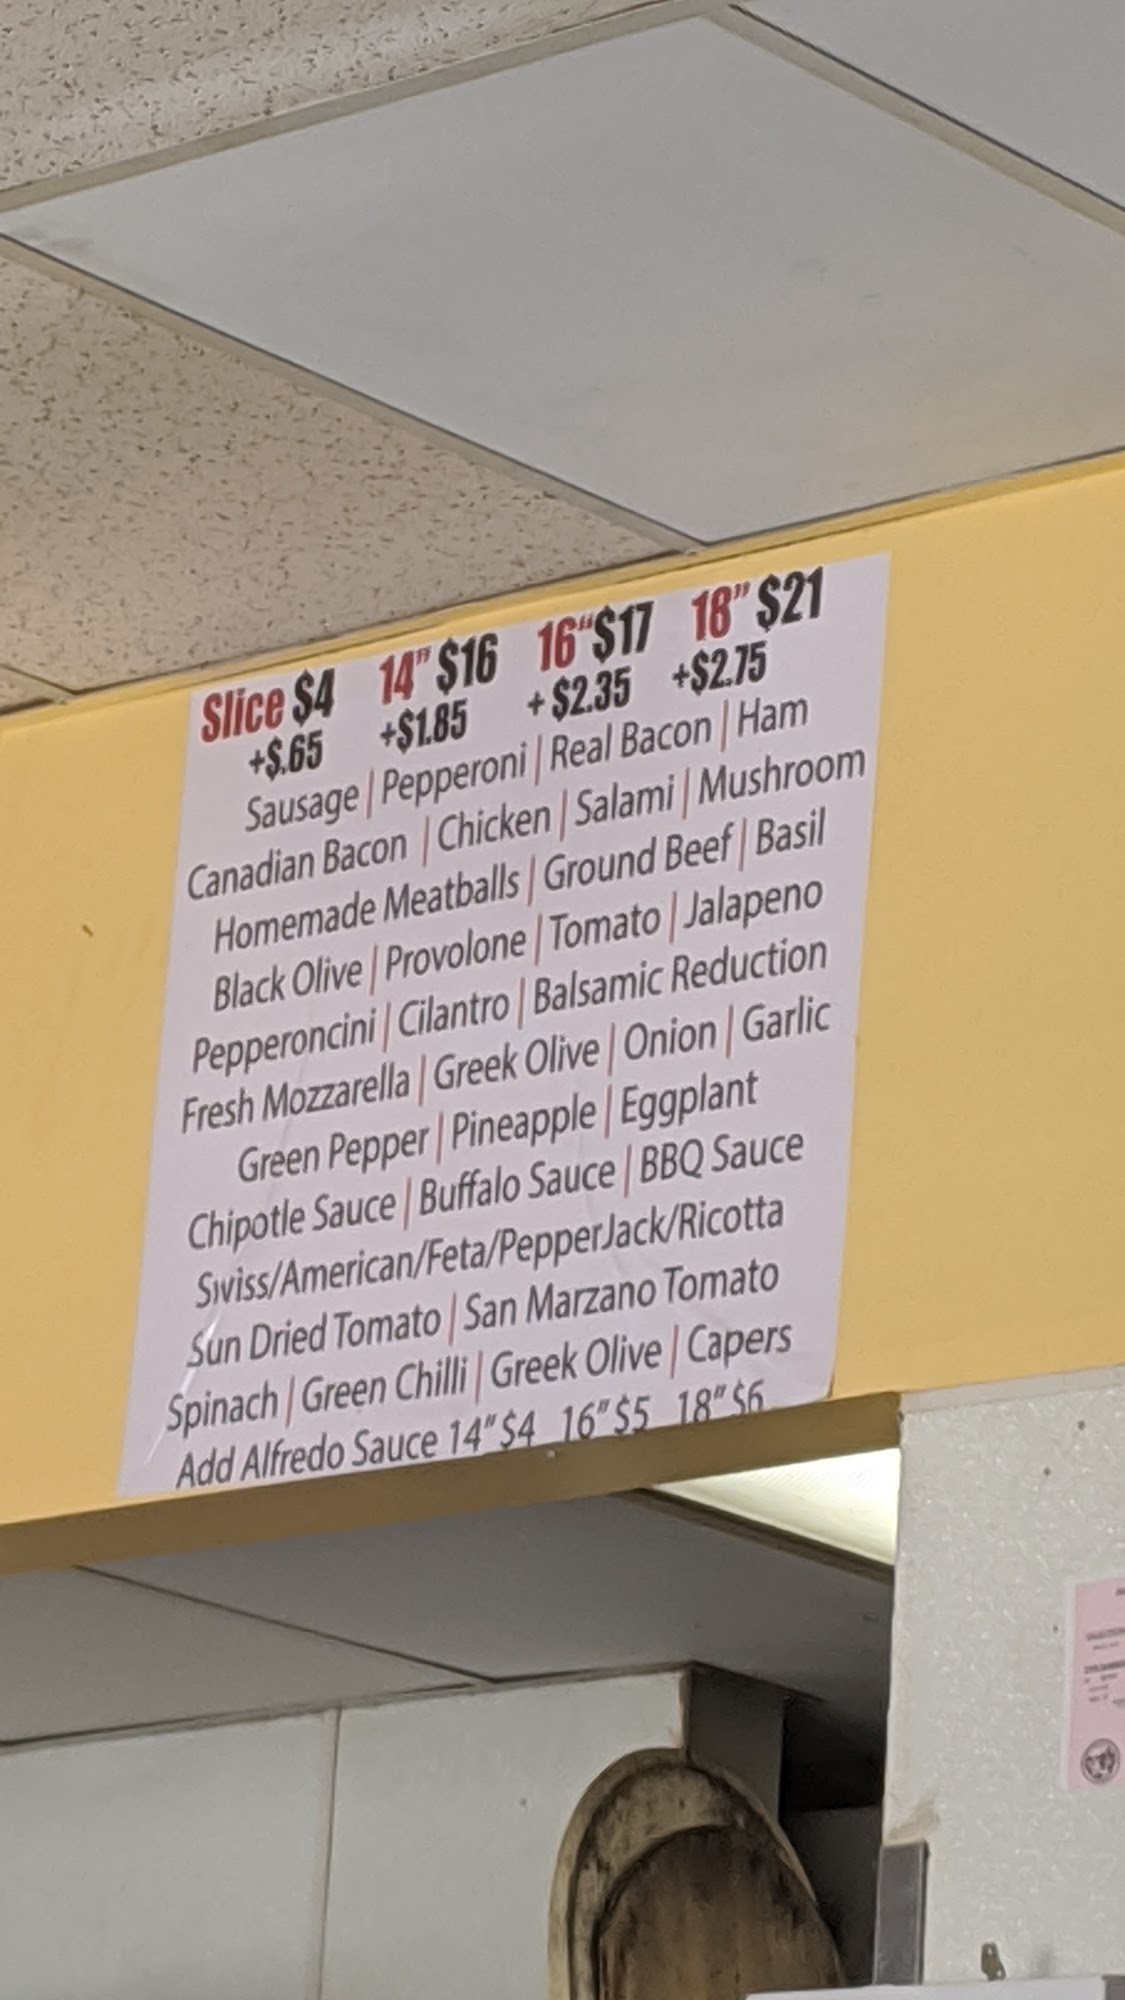 Slice $4 14" $16 16" $17 18" $21
+$.65 +$1.85 + $2.35 +$2.75
Sausage | Pepperoni | Real Bacon | Ham
Canadian Bacon | Chicken | Salami | Mushroom
Homemade Meatballs | Ground Beef | Basil
Black Olive | Provolone | Tomato | Jalapeno
Pepperoncini | Cilantro | Balsamic Reduction
Fresh Mozzarella | Greek Olive | Onion | Garlic
Green Pepper | Pineapple | Eggplant
Chipotle Sauce | Buffalo Sauce | BBQ Sauce
Swiss/American/Feta/PepperJack/Ricotta
Sun Dried Tomato | San Marzano Tomato
Spinach | Green Chilli | Greek Olive | Capers
Add Alfredo Sauce 14" $4 16" $5 18" $6